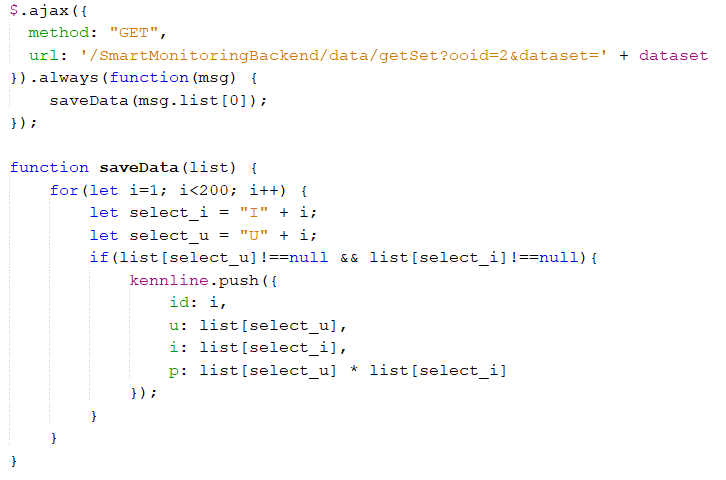 $.ajax({
  method: "GET",
  url: '/SmartMonitoringBackend/data/getSet?ooid=2&dataset=' + dataset
}).always(function(msg) {
    saveData(msg.list[0]);
});

function saveData(list) {
    for(let i=1; i<200; i++) {
        let select_i = "I" + i;
        let select_u = "U" + i;
        if(list[select_u]!==null && list[select_i]!==null){
            kennline.push({
                id: i,
                u: list[select_u],
                i: list[select_i],
                p: list[select_u] * list[select_i]
            });
        }
    }
}